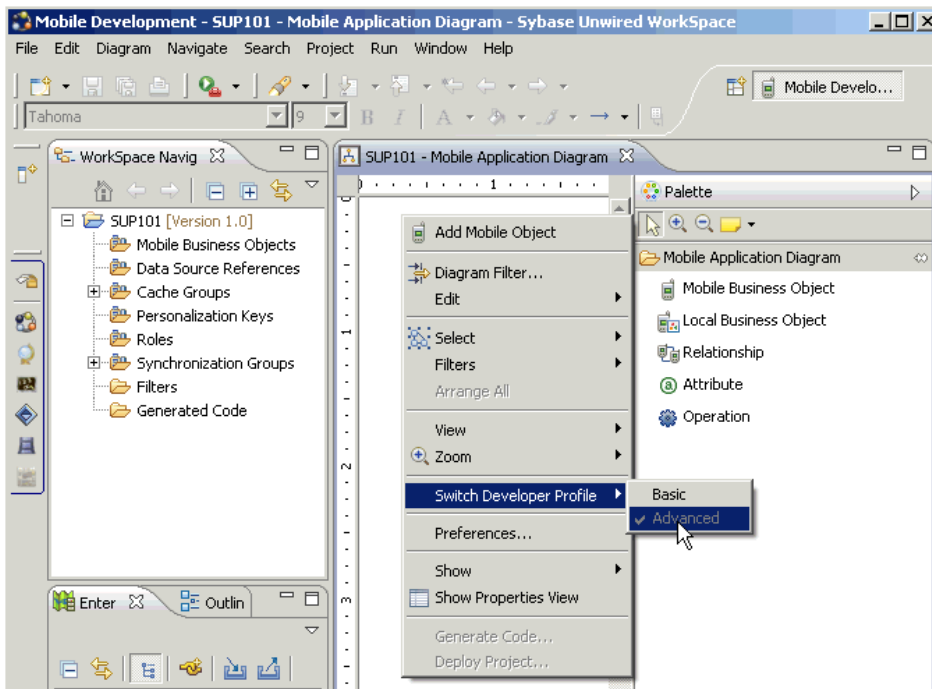 Mobile Development - SUP101 - Mobile Application Diagram - Sybase Unwired WorkSpace
File Edit Diagram Navigate Search Project Run Window Help
Mobile Develo...
Tahoma 9 B I A
WorkSpace Navig
SUP101 [Version 1.0]
Mobile Business Objects
Data Source References
Cache Groups
Personalization Keys
Roles
Synchronization Groups
Filters
Generated Code
Enter Outlin
SUP101 - Mobile Application Diagram
1
2
3
Add Mobile Object
Diagram Filter...
Edit
Select
Filters
Arrange All
View
Zoom
Switch Developer Profile
Preferences...
Show
Show Properties View
Generate Code...
Deploy Project...
Basic
Advanced
Palette
Mobile Application Diagram
Mobile Business Object
Local Business Object
Relationship
Attribute
Operation